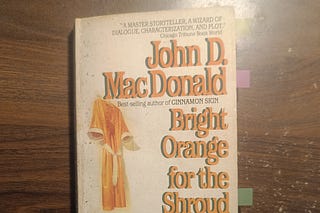 "A MASTER STORYTELLER, A WIZARD OF
DIALOGUE, CHARACTERIZATION, AND PLOT."
Chicago Tribune Book World
John D.
MacDonald
Best-selling author of CINNAMON SKIN
Bright
Orange
for the
Shroud